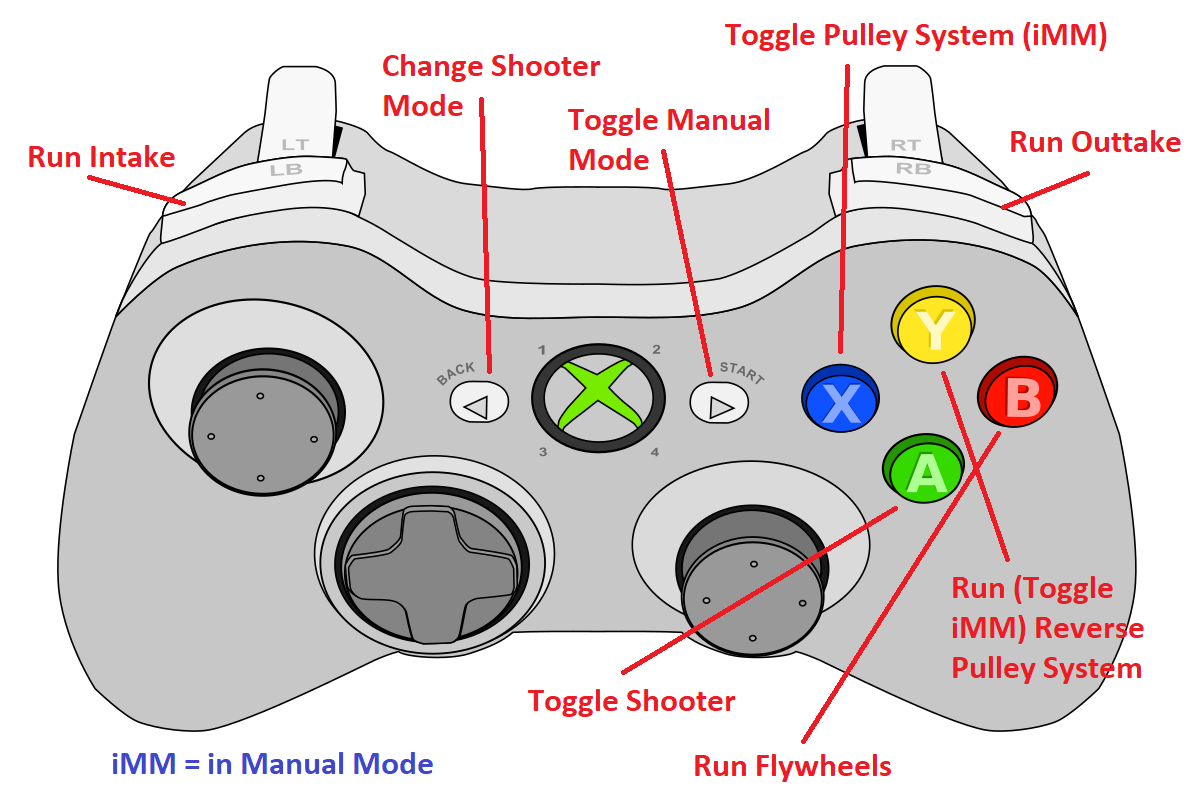 Toggle Pulley System (iMM)
Change Shooter
Mode
Toggle Manual
Mode
Run Intake
Run Outtake
LT
LB
RT
RB
BACK
START
1
2
3
4
Y
X
B
A
Run (Toggle
iMM) Reverse
Pulley System
Toggle Shooter
Run Flywheels
iMM = in Manual Mode